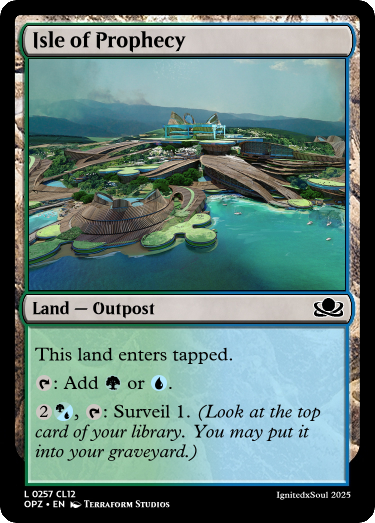 Isle of Prophecy
Land — Outpost
This land enters tapped.
: Add or .
2 , : Surveil 1. (Look at the top
card of your library. You may put it
into your graveyard.)
L 0257 CL12
OPZ • EN Terraform Studios
IgnitedxSoul 2025